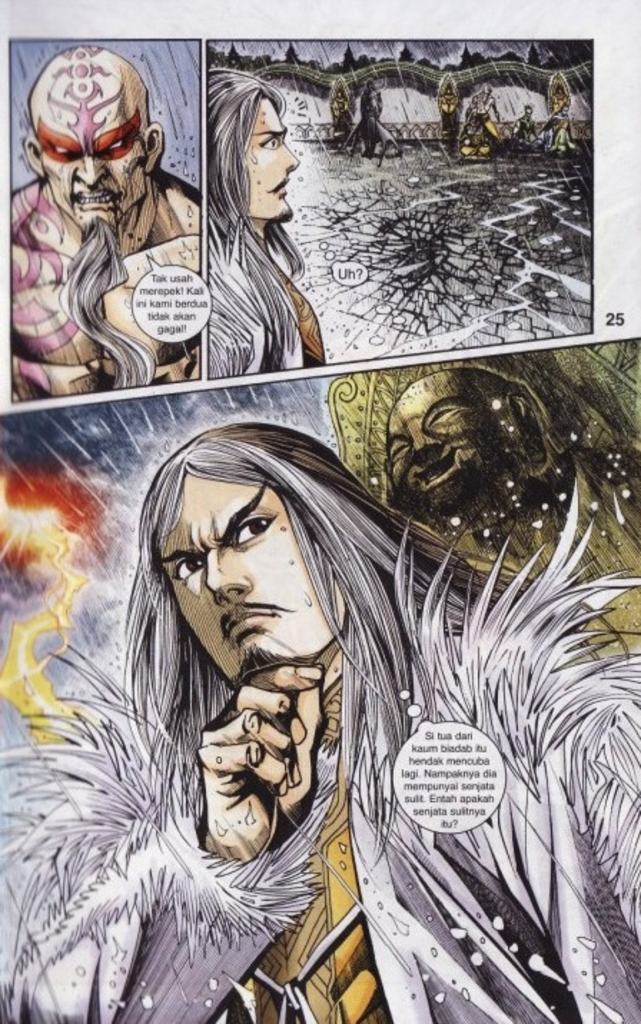 Tak usah
merepek! Kali
ini kami berdua
tidak akan
gagal!
Uh?
25
Si tua dari
kaum biadab itu
hendak mencuba
lagi. Nampaknya dia
mempunyai senjata
sulit. Entah apakah
senjata sulitnya
itu?